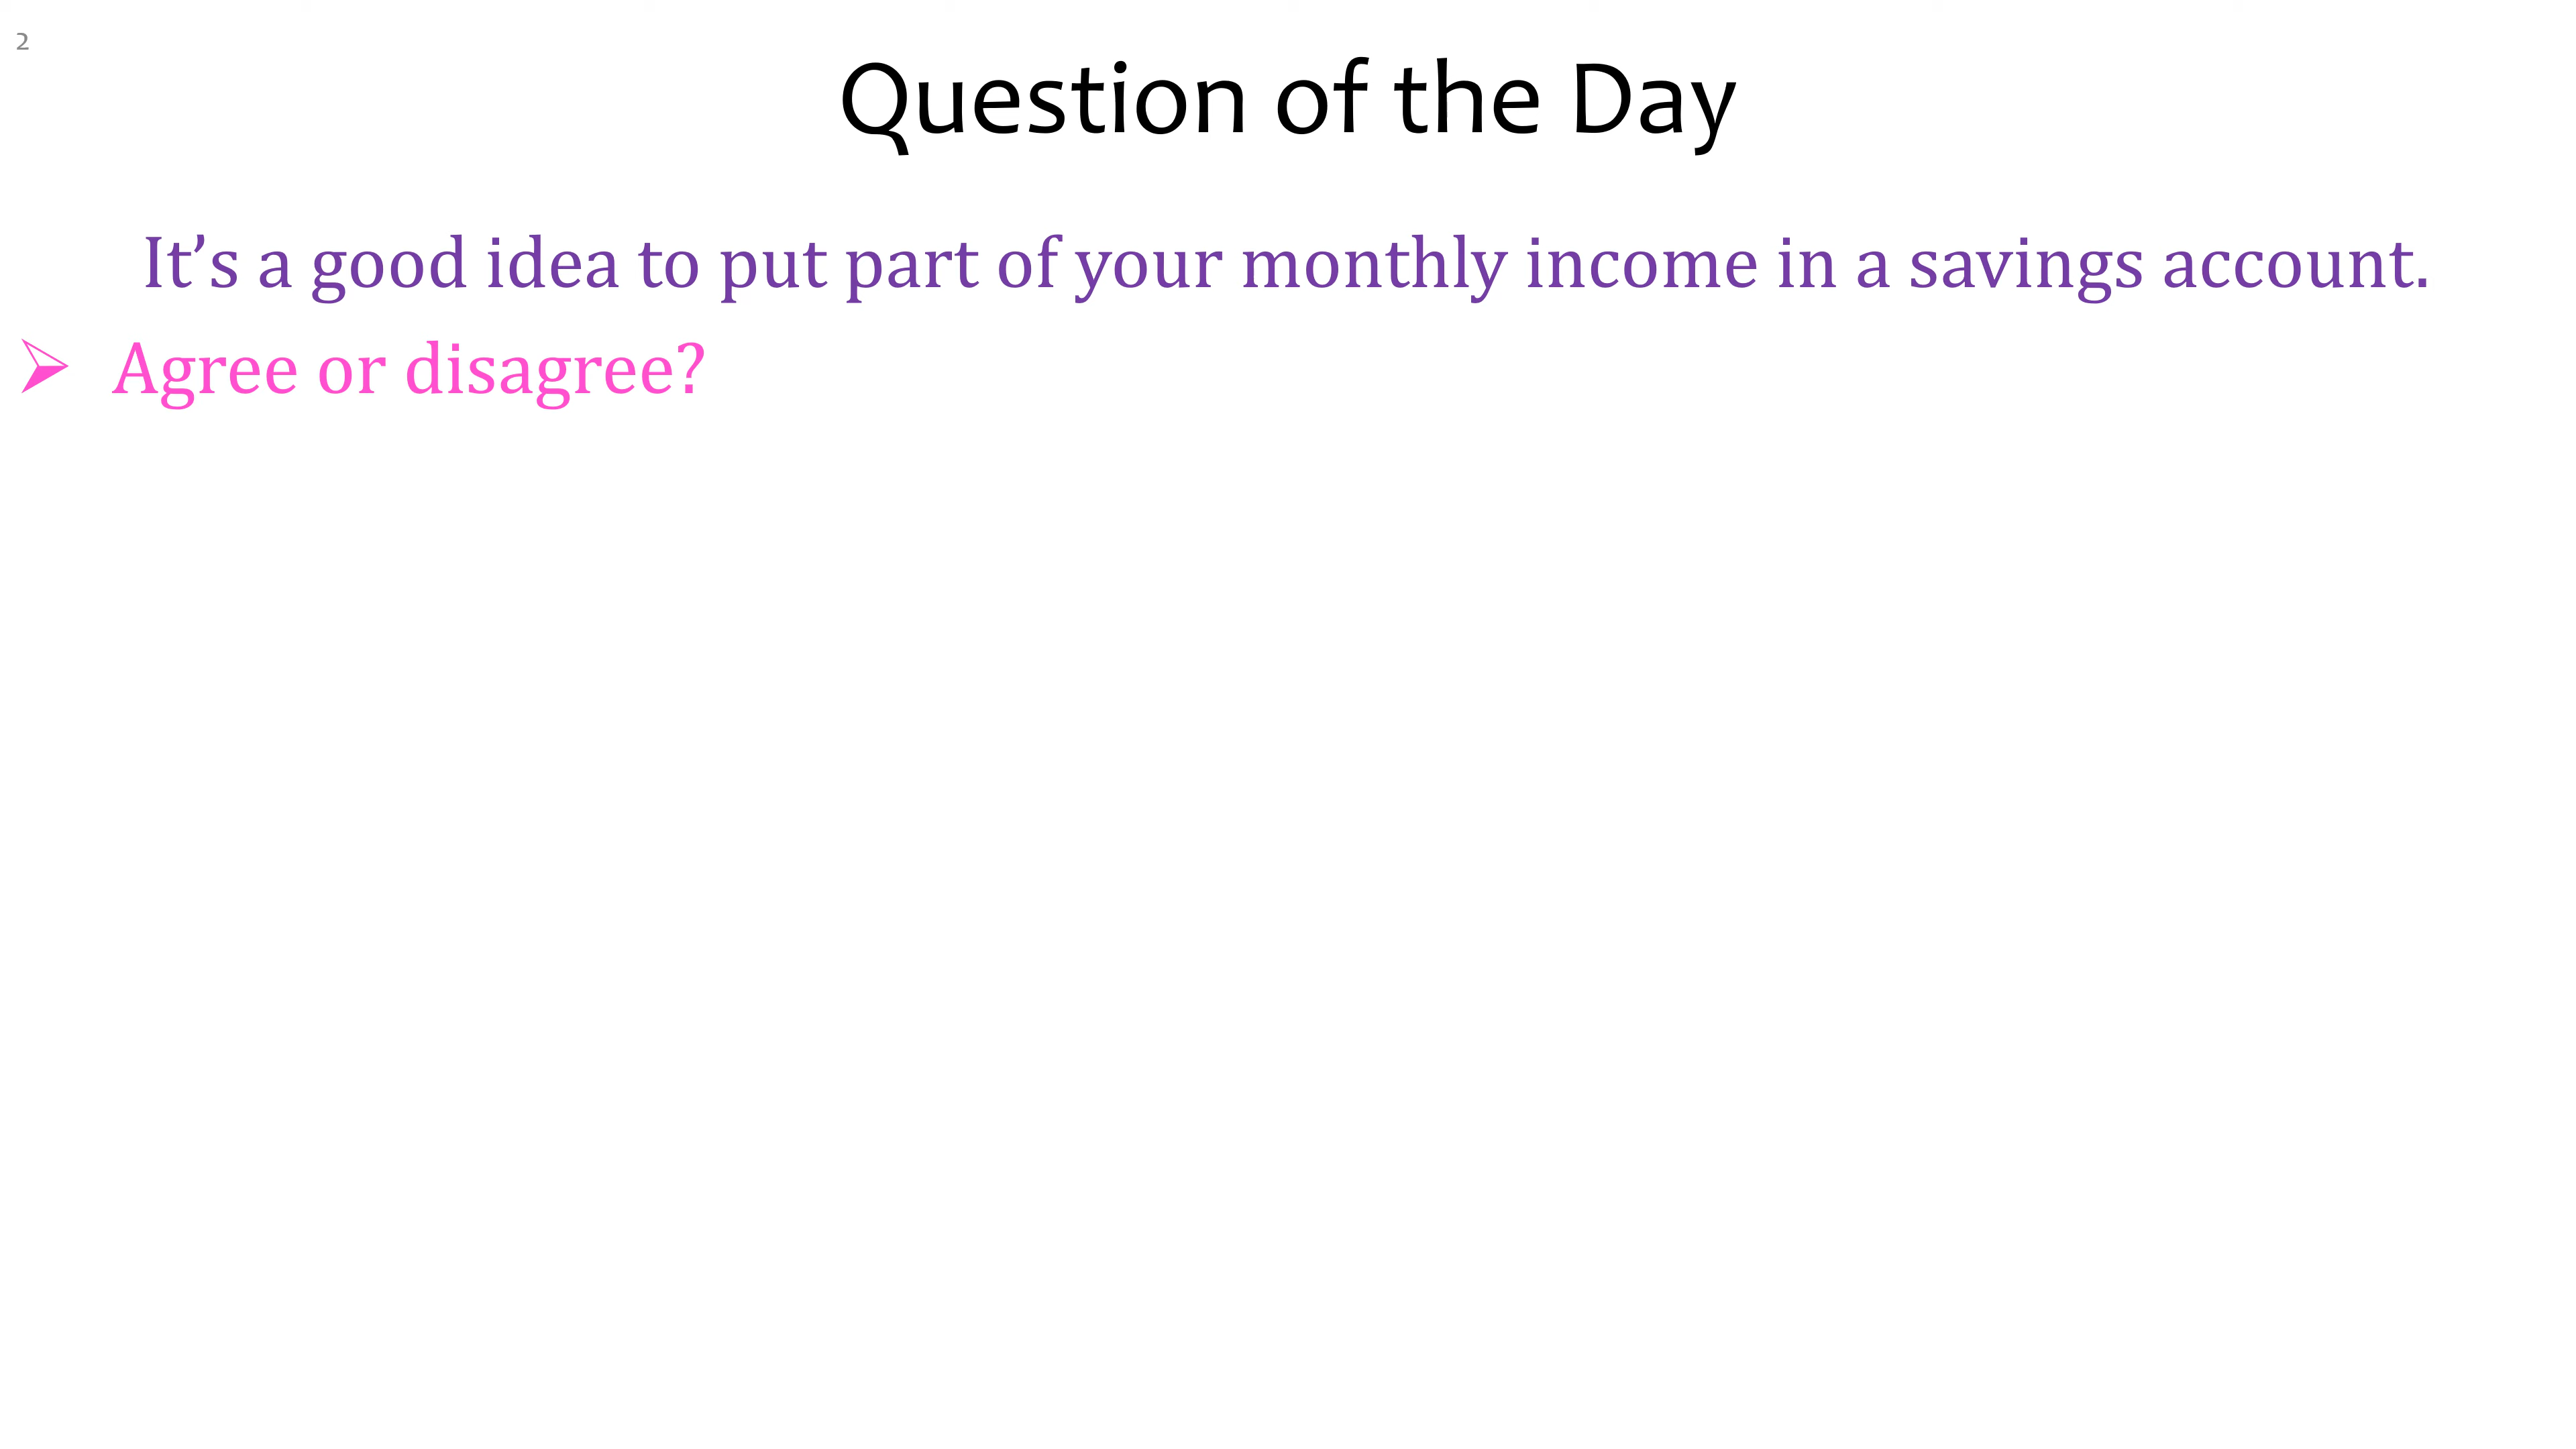 2
Question of the Day
It’s a good idea to put part of your monthly income in a savings account.
➢ Agree or disagree?